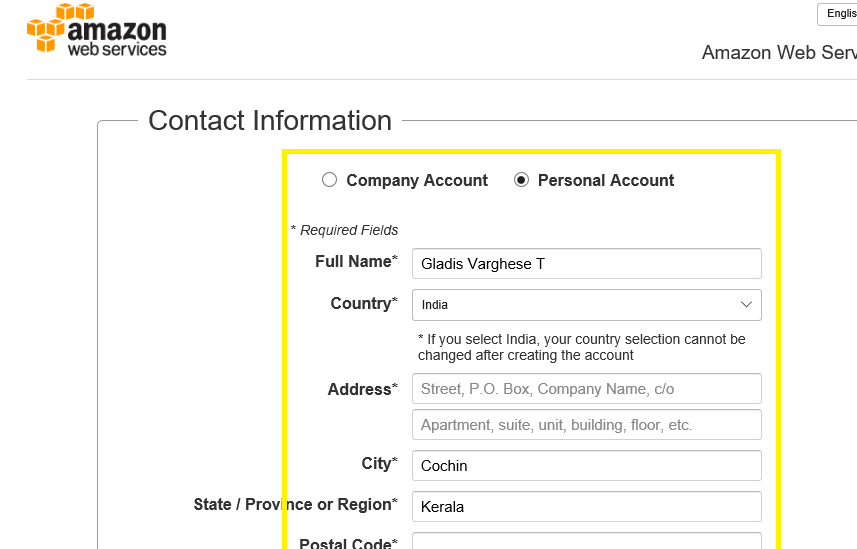 Englis
amazon
web services
Amazon Web Serv
Contact Information
Company Account Personal Account
* Required Fields
Full Name* Gladis Varghese T
Country* India
* If you select India, your country selection cannot be
changed after creating the account
Address* Street, P.O. Box, Company Name, c/o
Apartment, suite, unit, building, floor, etc.
City* Cochin
State / Province or Region* Kerala
Postal Code*